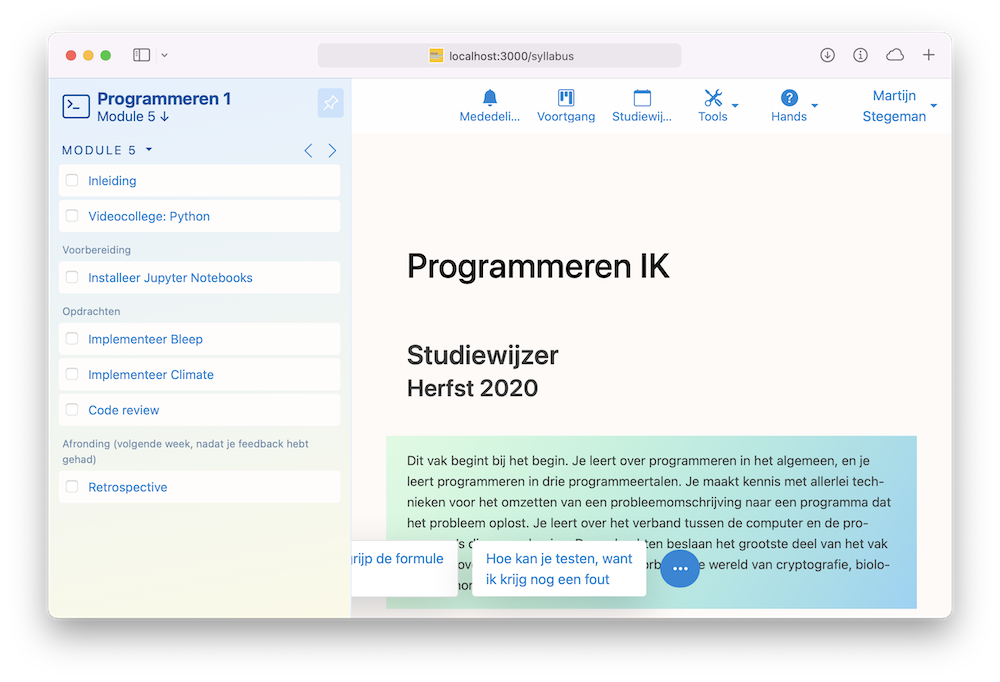 localhost:3000/syllabus
Programmeren 1
Module 5 ↓
MODULE 5
Inleiding
Videocollege: Python
Voorbereiding
Installeer Jupyter Notebooks
Opdrachten
Implementeer Bleep
Implementeer Climate
Code review
Afronding (volgende week, nadat je feedback hebt
gehad)
Retrospective
Mededeli...
Voortgang
Studiewij...
Tools
Hands
Martijn
Stegeman
Programmeren IK
Studiewijzer
Herfst 2020
Dit vak begint bij het begin. Je leert over programmeren in het algemeen, en je
leert programmeren in drie programmeertalen. Je maakt kennis met allerlei tech-
nieken voor het omzetten van een probleemomschrijving naar een programma dat
het probleem oplost. Je leert over het verband tussen de computer en de pro-
beslaan het grootste deel van het vak
e wereld van cryptografie, biolo-
grijp de formule
Hoe kan je testen, want
ik krijg nog een fout